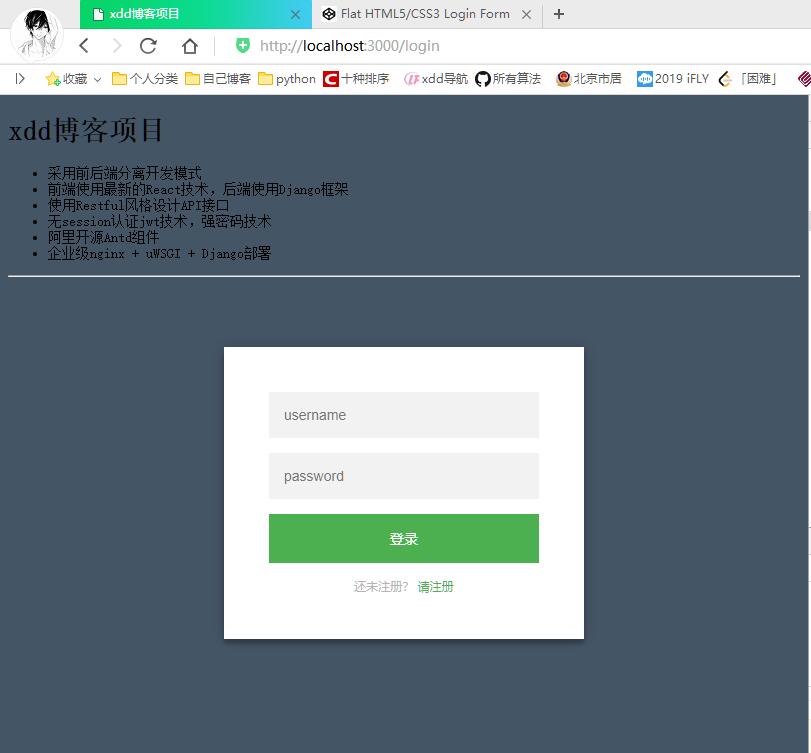 xdd博客项目
Flat HTML5/CSS3 Login Form
http://localhost:3000/login
收藏 个人分类 自己博客 python 十种排序 xdd导航 所有算法 北京市居 2019 iFLY 「困难」
xdd博客项目
采用前后端分离开发模式
前端使用最新的React技术，后端使用Django框架
使用Restful风格设计API接口
无session认证jwt技术，强密码技术
阿里开源Antd组件
企业级nginx + uWSGI + Django部署
username
password
登录
还未注册? 请注册